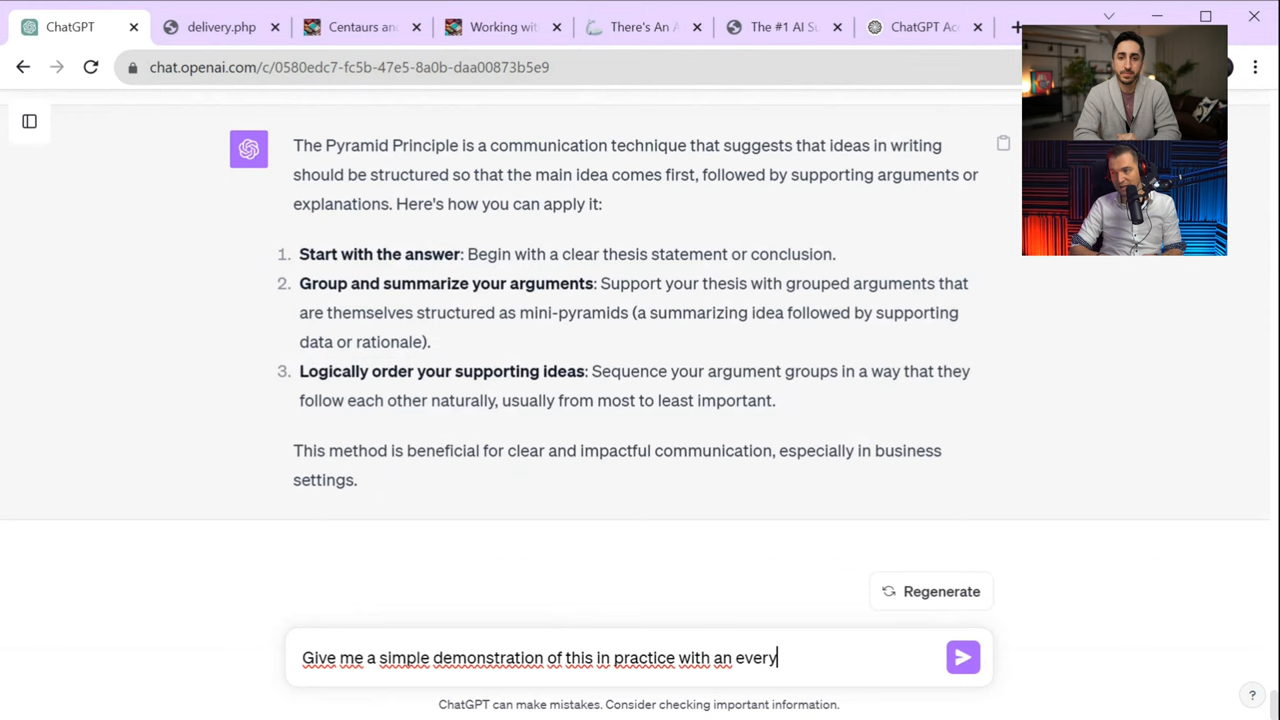 ChatGPT
delivery.php
Centaurs an
Working wit
There's An A
The #1 AI Su
ChatGPT Ac
chat.openai.com/c/0580edc7-fc5b-47e5-8a0b-daa00873b5e9
The Pyramid Principle is a communication technique that suggests that ideas in writing
should be structured so that the main idea comes first, followed by supporting arguments or
explanations. Here's how you can apply it:
1. Start with the answer: Begin with a clear thesis statement or conclusion.
2. Group and summarize your arguments: Support your thesis with grouped arguments that
are themselves structured as mini-pyramids (a summarizing idea followed by supporting
data or rationale).
3. Logically order your supporting ideas: Sequence your argument groups in a way that they
follow each other naturally, usually from most to least important.
This method is beneficial for clear and impactful communication, especially in business
settings.
Regenerate
Give me a simple demonstration of this in practice with an every
ChatGPT can make mistakes. Consider checking important information.
?